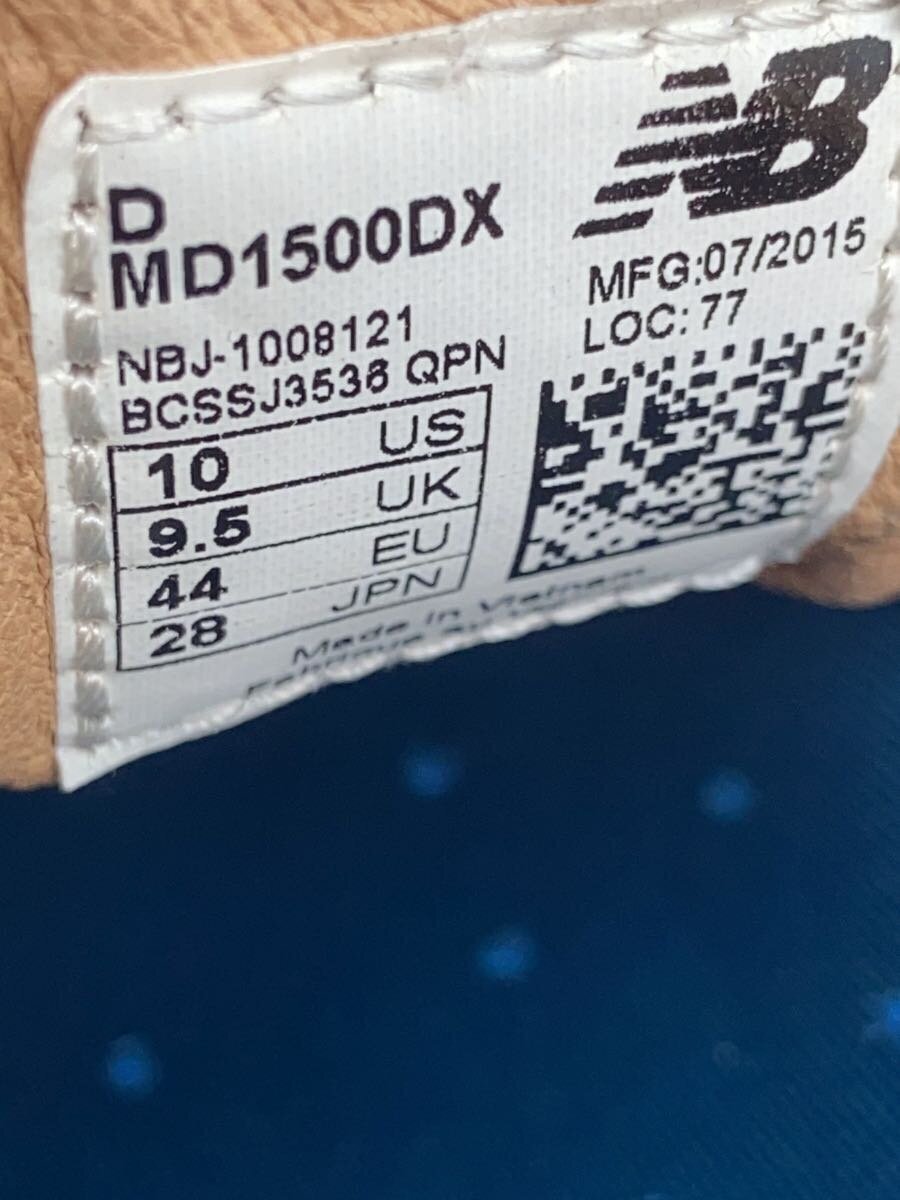 NB
D
MD1500DX
MFG:07/2015
LOC: 77
NBJ-1008121
BCSSJ3536 QPN
10 US
9.5 UK
44 EU
28 JPN
Made in Vietnam